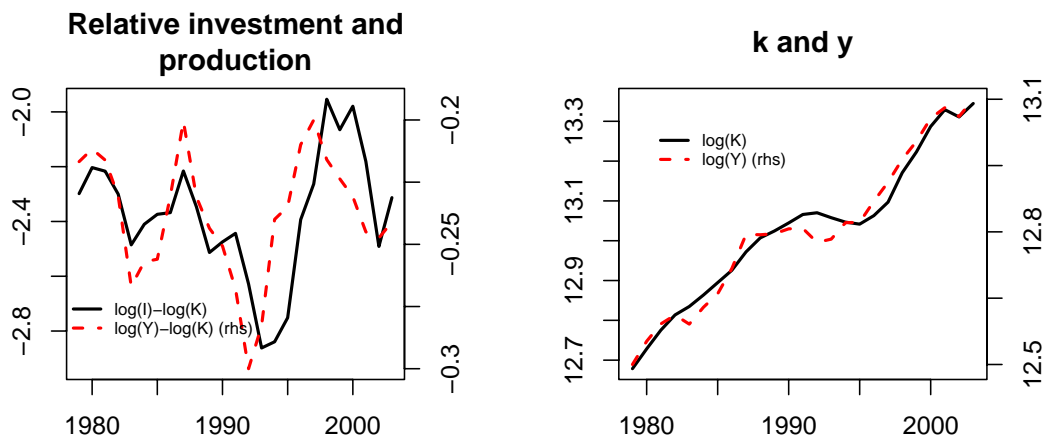 Relative investment and
production
−2.0
−2.4
−2.8
−0.2
−0.25
−0.3
log(I)−log(K)
log(Y)−log(K) (rhs)
1980
1990
2000
k and y
13.3
13.1
12.9
12.7
13.1
12.8
12.5
log(K)
log(Y) (rhs)
1980
1990
2000